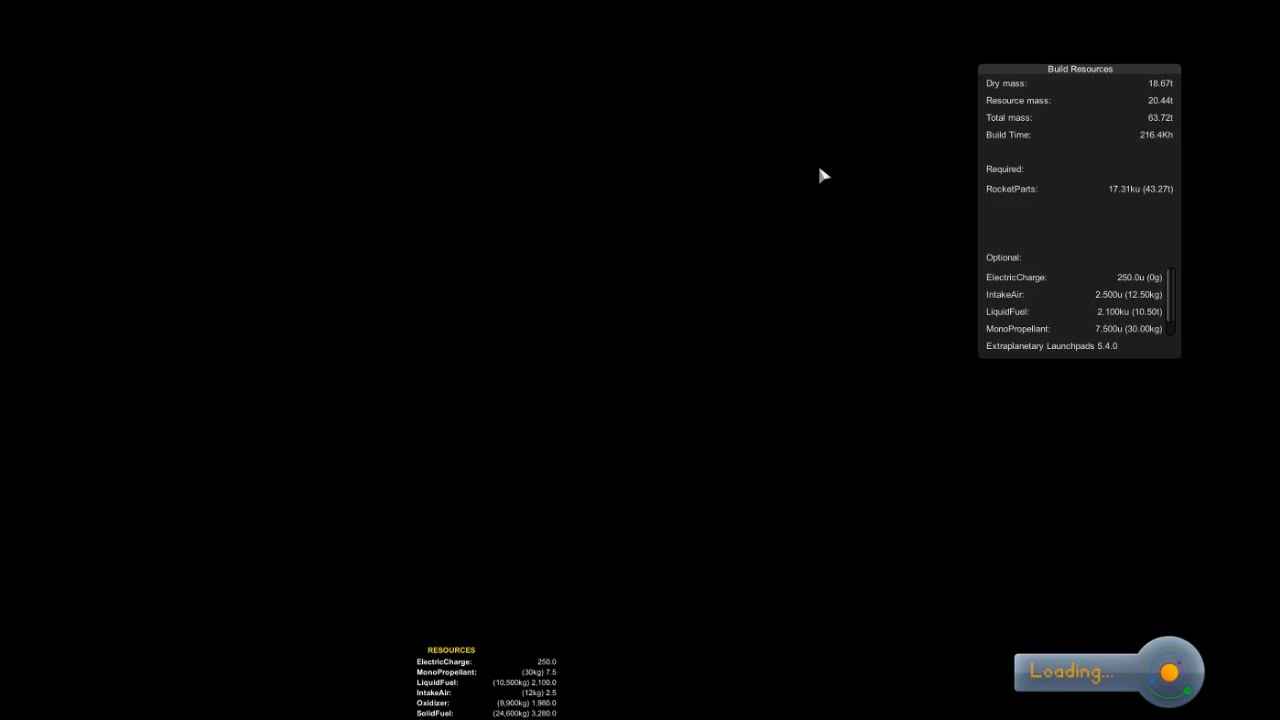 Build Resources
Dry mass: 18.67t
Resource mass: 20.44t
Total mass: 63.72t
Build Time: 216.4Kh
Required:
RocketParts: 17.31ku (43.27t)
Optional:
ElectricCharge: 250.0u (0g)
IntakeAir: 2.500u (12.50kg)
LiquidFuel: 2.100ku (10.50t)
MonoPropellant: 7.500u (30.00kg)
Extraplanetary Launchpads 5.4.0
RESOURCES
ElectricCharge: 250.0
MonoPropellant: (30kg) 7.5
LiquidFuel: (10,500kg) 2,100.0
IntakeAir: (12kg) 2.5
Oxidizer: (9,900kg) 1,980.0
SolidFuel: (24,600kg) 3,280.0
Loading...